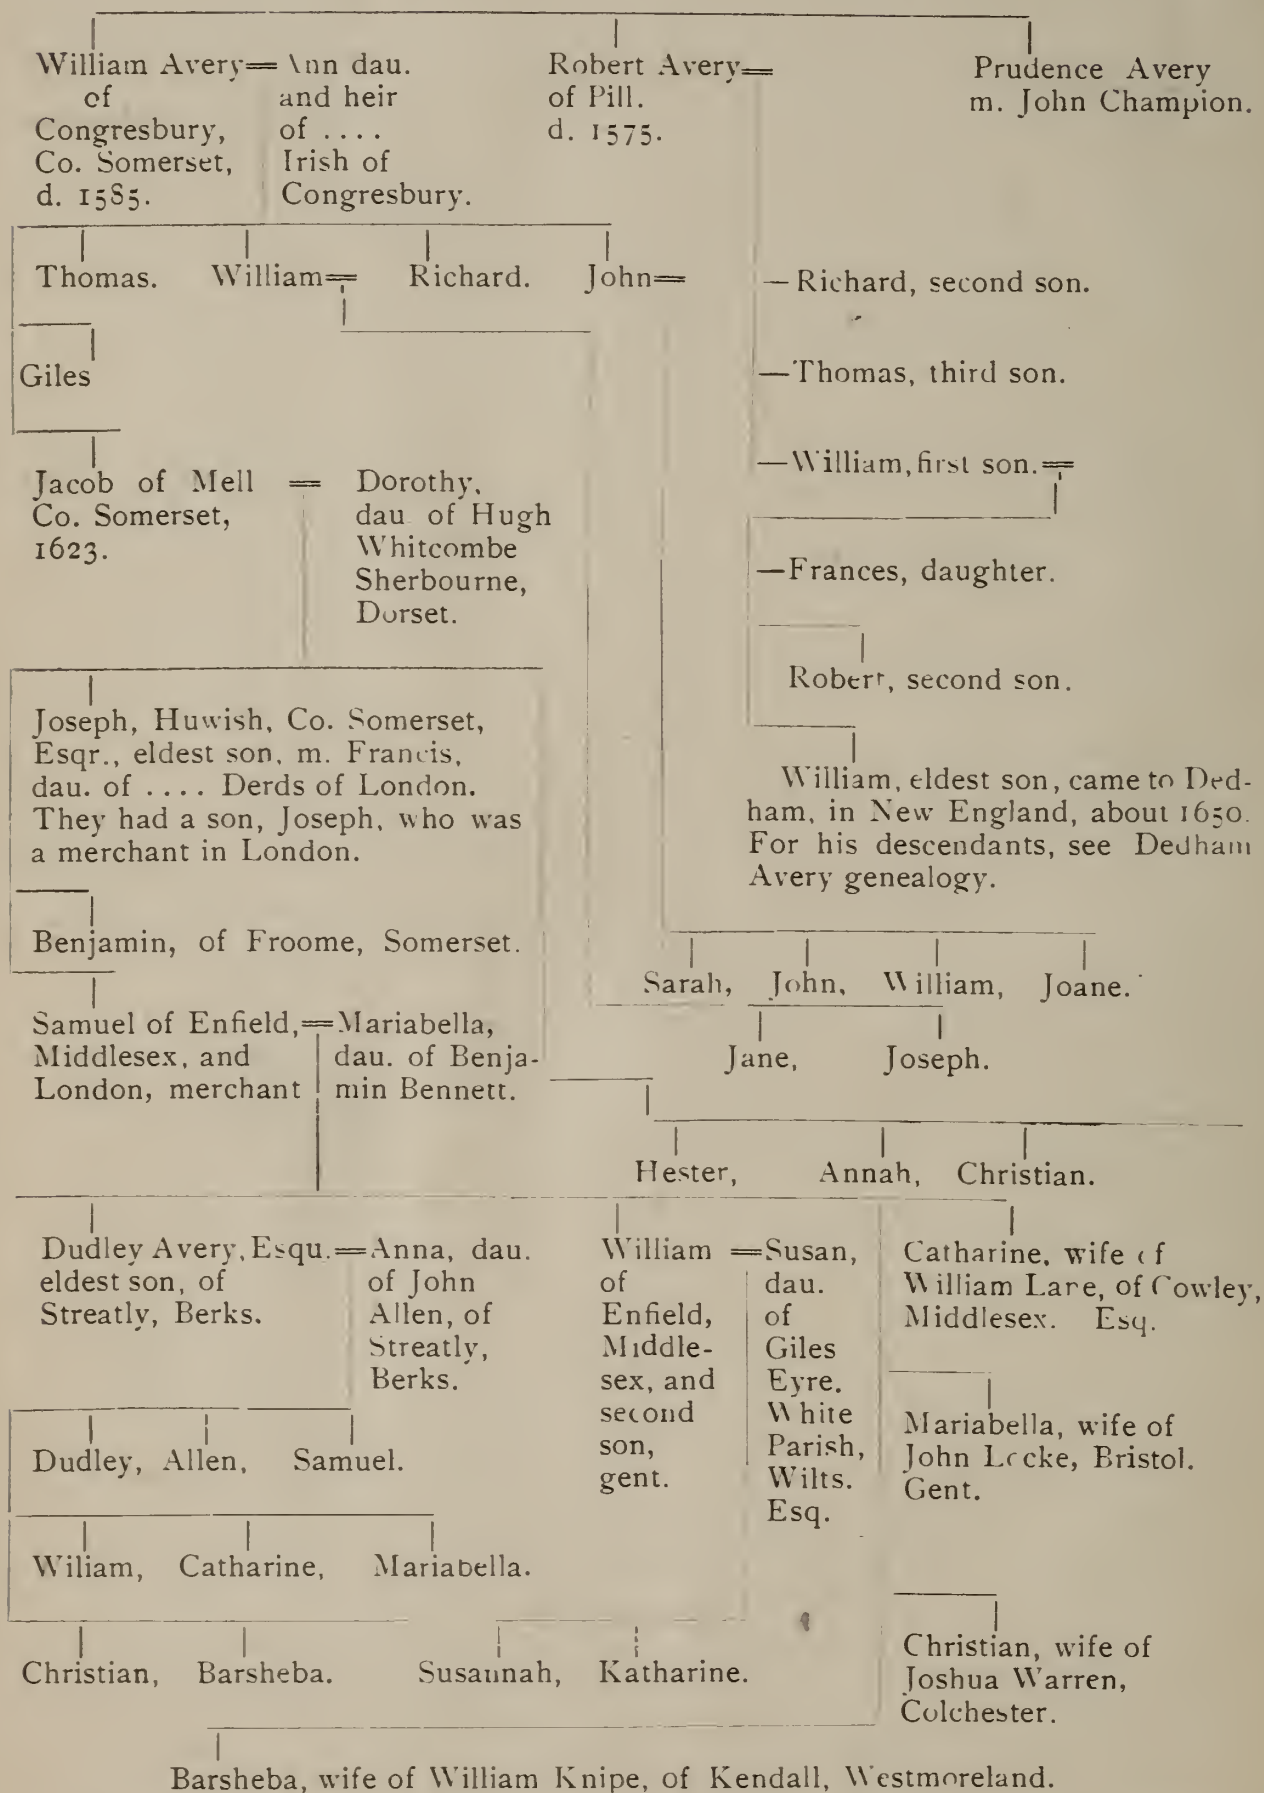 William Avery= Ann dau.
of and heir
Congresbury, of ....
Co. Somerset, Irish of
d. 1585. Congresbury.
Robert Avery=
of Pill.
d. 1575.
Prudence Avery
m. John Champion.
Thomas. William= Richard. John=
Giles
Jacob of Mell = Dorothy,
Co. Somerset, dau. of Hugh
1623. Whitcombe
Sherbourne,
Dorset.
—Richard, second son.
—Thomas, third son.
—William, first son.=
—Frances, daughter.
Robert, second son.
William, eldest son, came to Ded-
ham, in New England, about 1650.
For his descendants, see Dedham
Avery genealogy.
Joseph, Huwish, Co. Somerset,
Esqr., eldest son, m. Francis,
dau. of .... Derds of London.
They had a son, Joseph, who was
a merchant in London.
Benjamin, of Froome, Somerset.
Sarah, John, William, Joane.
Jane, Joseph.
Samuel of Enfield,=Mariabella,
Middlesex, and dau. of Benja-
London, merchant min Bennett.
Hester, Annah, Christian.
Dudley Avery, Esqu.=Anna, dau.
eldest son, of of John
Streatly, Berks. Allen, of
Streatly,
Berks.
William =Susan,
of dau.
Enfield, of
Middle- Giles
sex, and Eyre.
second White
son, Parish,
gent. Wilts.
Esq.
Catharine, wife of
William Lare, of Cowley,
Middlesex. Esq.
Mariabella, wife of
John Locke, Bristol.
Gent.
Dudley, Allen, Samuel.
Wiliam, Catharine, Mariabella.
Christian, Barsheba. Susannah, Katharine.
Christian, wife of
Joshua Warren,
Colchester.
Barsheba, wife of William Knipe, of Kendall, Westmoreland.